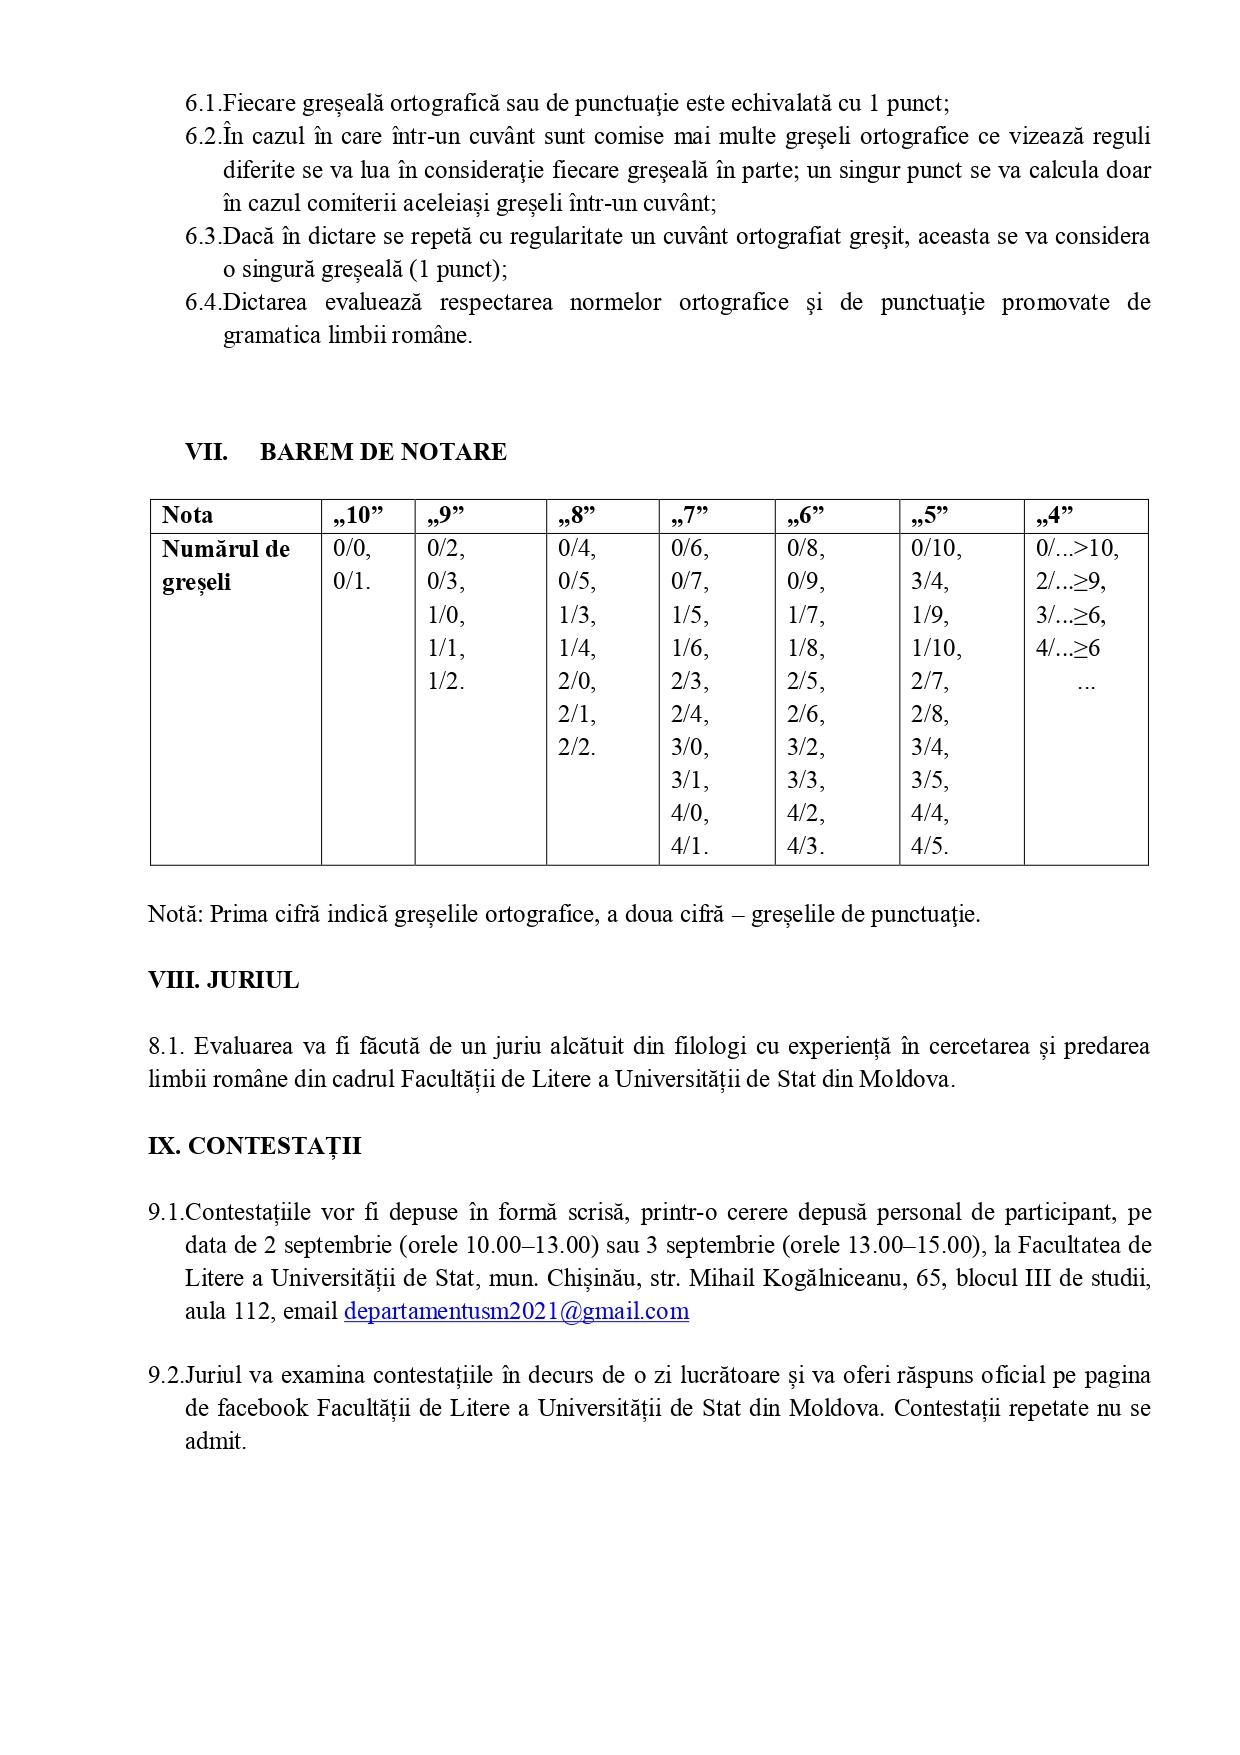 6.1.Fiecare greșeală ortografică sau de punctuaţie este echivalată cu 1 punct;
6.2.În cazul în care într-un cuvânt sunt comise mai multe greşeli ortografice ce vizează reguli
diferite se va lua în consideraţie fiecare greşeală în parte; un singur punct se va calcula doar
în cazul comiterii aceleiași greșeli într-un cuvânt;
6.3.Dacă în dictare se repetă cu regularitate un cuvânt ortografiat greşit, aceasta se va considera
o singură greșeală (1 punct);
6.4.Dictarea evaluează respectarea normelor ortografice şi de punctuaţie promovate de
gramatica limbii române.
VII. BAREM DE NOTARE
Nota „10” „9” „8” „7” „6” „5” „4”
Numărul de 0/0, 0/2, 0/4, 0/6, 0/8, 0/10, 0/...>10,
greșeli 0/1. 0/3, 0/5, 0/7, 0/9, 3/4, 2/...≥9,
1/0, 1/3, 1/5, 1/7, 1/9, 3/...≥6,
1/1, 1/4, 1/6, 1/8, 1/10, 4/...≥6
1/2. 2/0, 2/3, 2/5, 2/7, ...
2/1, 2/4, 2/6, 2/8,
2/2. 3/0, 3/2, 3/4,
3/1, 3/3, 3/5,
4/0, 4/2, 4/4,
4/1. 4/3. 4/5.
Notă: Prima cifră indică greșelile ortografice, a doua cifră – greșelile de punctuaţie.
VIII. JURIUL
8.1. Evaluarea va fi făcută de un juriu alcătuit din filologi cu experiență în cercetarea și predarea
limbii române din cadrul Facultății de Litere a Universității de Stat din Moldova.
IX. CONTESTAȚII
9.1.Contestațiile vor fi depuse în formă scrisă, printr-o cerere depusă personal de participant, pe
data de 2 septembrie (orele 10.00–13.00) sau 3 septembrie (orele 13.00–15.00), la Facultatea de
Litere a Universității de Stat, mun. Chișinău, str. Mihail Kogălniceanu, 65, blocul III de studii,
aula 112, email departamentusm2021@gmail.com
9.2.Juriul va examina contestațiile în decurs de o zi lucrătoare și va oferi răspuns oficial pe pagina
de facebook Facultății de Litere a Universității de Stat din Moldova. Contestații repetate nu se
admit.